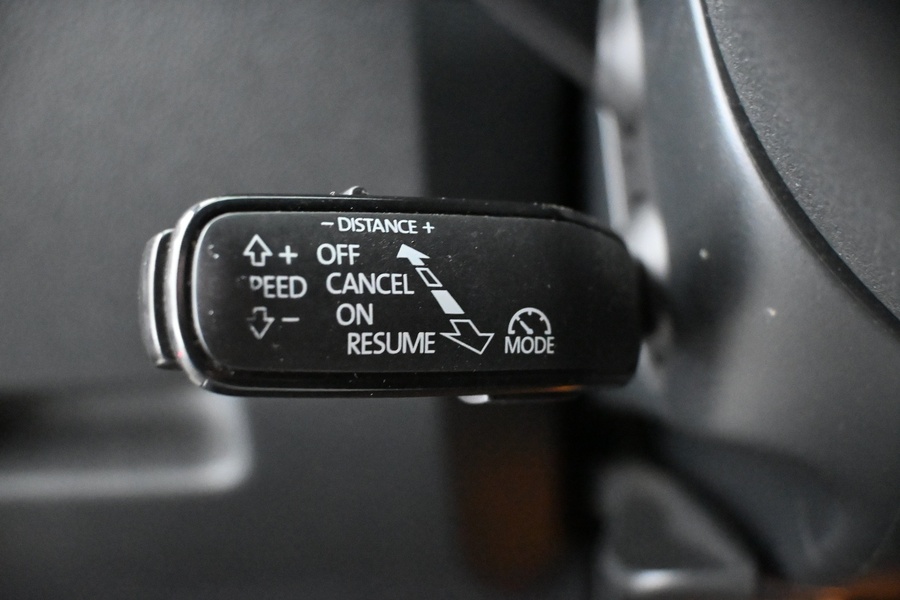 – DISTANCE +
+ OFF
PEED CANCEL
– ON
RESUME MODE